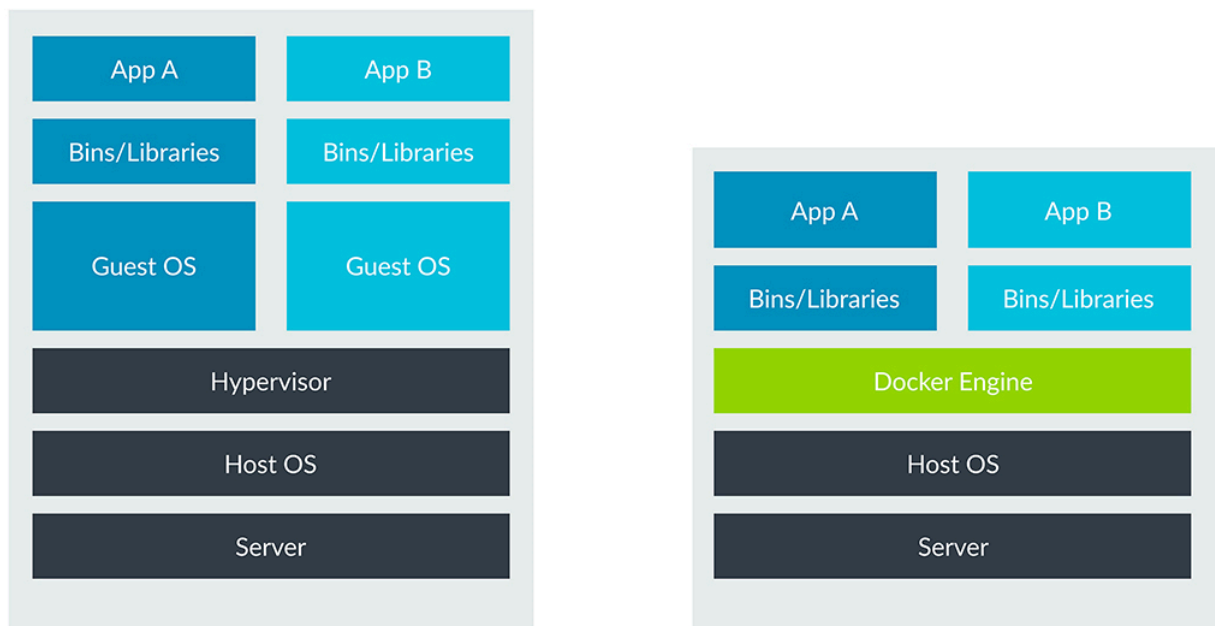 App A
App B
Bins/Libraries
Bins/Libraries
Guest OS
Guest OS
Hypervisor
Host OS
Server
App A
App B
Bins/Libraries
Bins/Libraries
Docker Engine
Host OS
Server